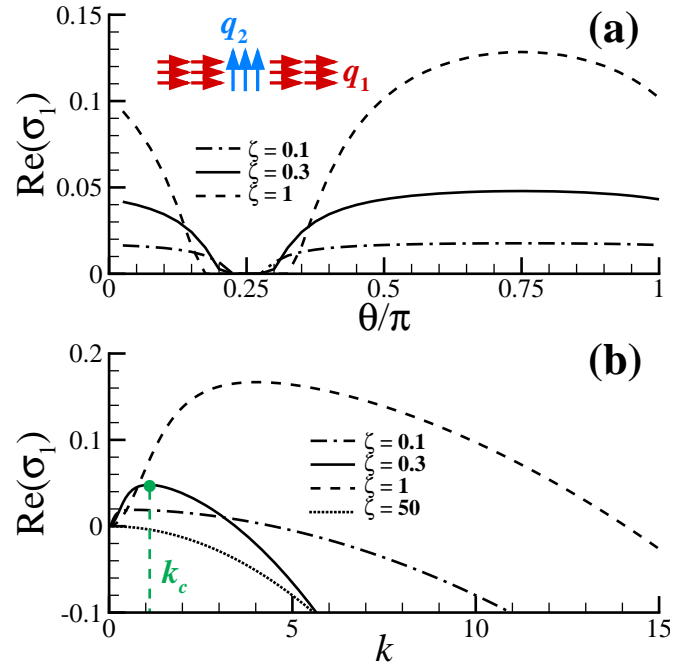 (a)
0.15
0.1
0.05
0
Re(σ₁)
q₂
q₁
ζ = 0.1
ζ = 0.3
ζ = 1
0 0.25 0.5 0.75 1
θ/π
(b)
0.2
0.1
0
-0.1
Re(σ₁)
ζ = 0.1
ζ = 0.3
ζ = 1
ζ = 50
k_c
0 5 10 15
k